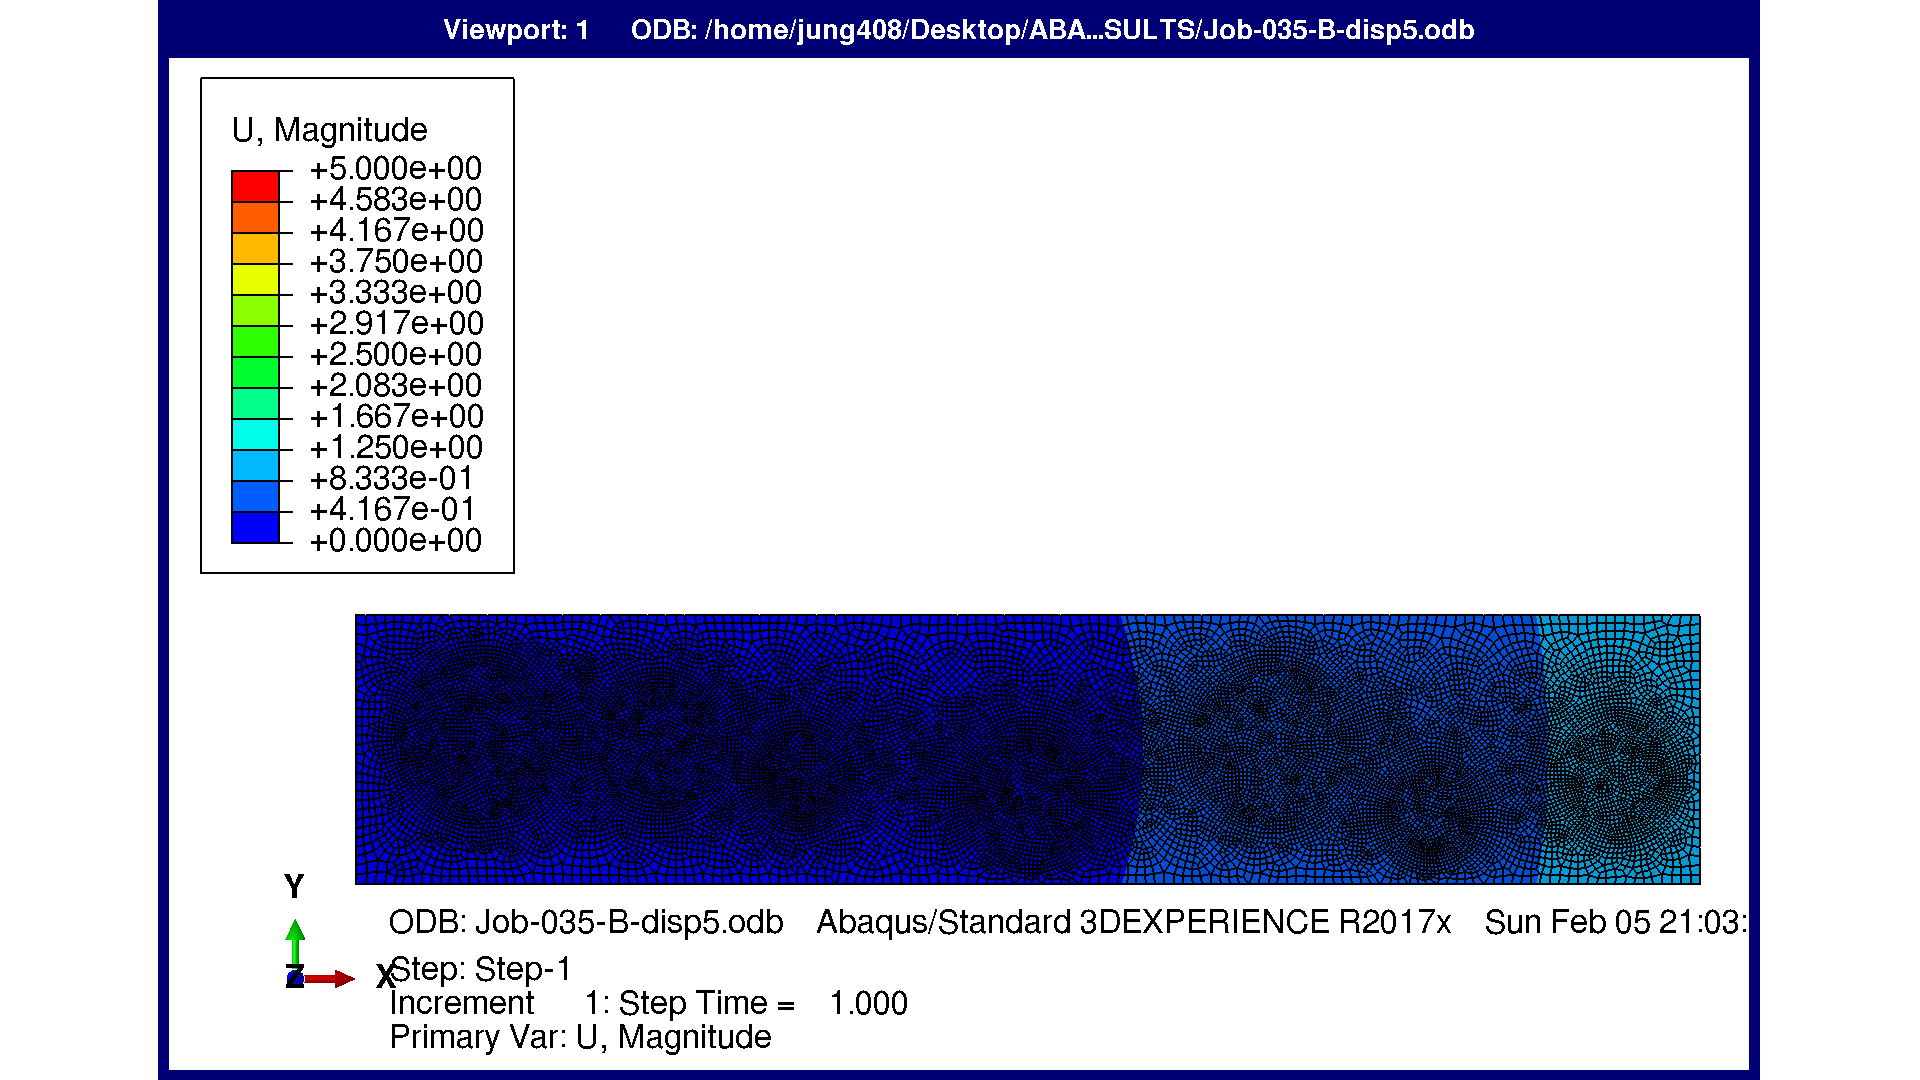 Viewport: 1 ODB: /home/jung408/Desktop/ABA...SULTS/Job-035-B-disp5.odb
U, Magnitude
+5.000e+00
+4.583e+00
+4.167e+00
+3.750e+00
+3.333e+00
+2.917e+00
+2.500e+00
+2.083e+00
+1.667e+00
+1.250e+00
+8.333e-01
+4.167e-01
+0.000e+00
Y
Z
X
ODB: Job-035-B-disp5.odb Abaqus/Standard 3DEXPERIENCE R2017x Sun Feb 05 21:03:
Step: Step-1
Increment 1: Step Time = 1.000
Primary Var: U, Magnitude